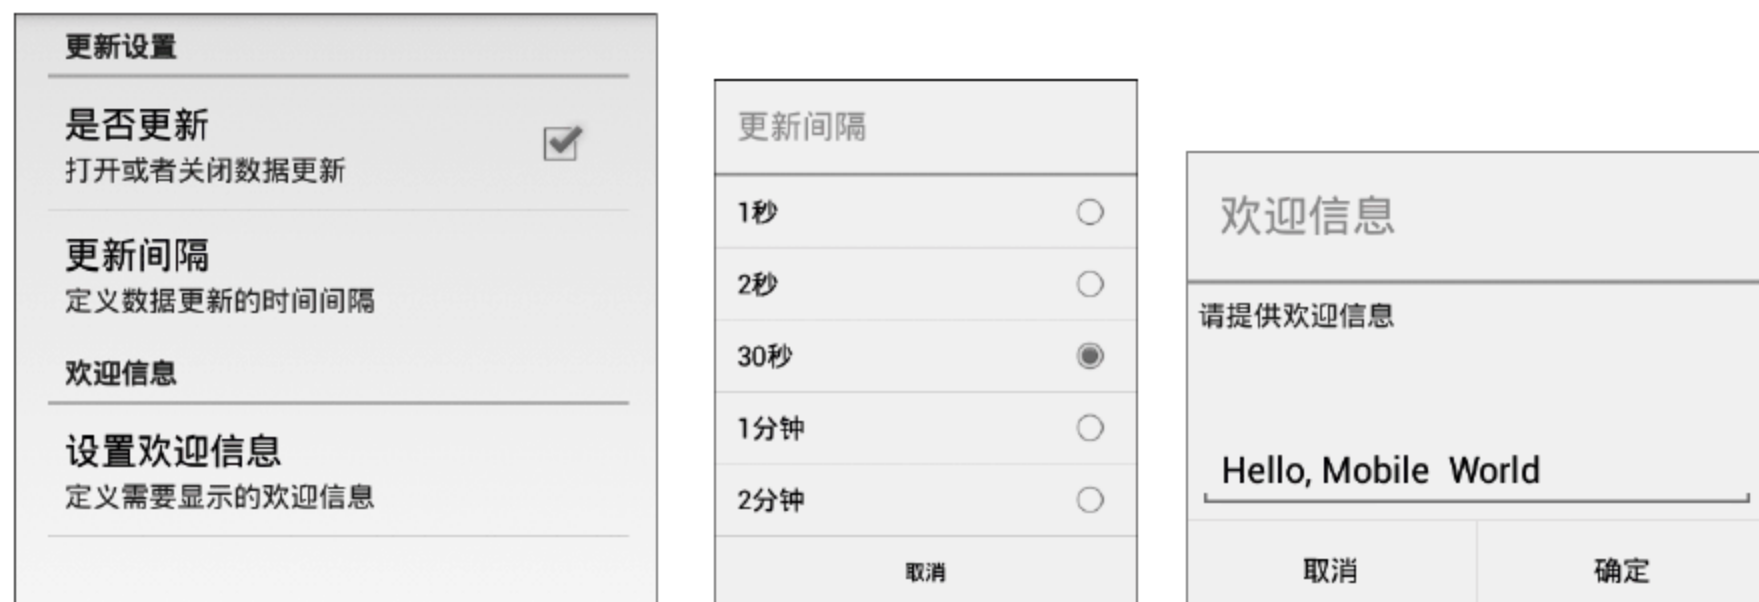 更新设置
是否更新
打开或者关闭数据更新
更新间隔
定义数据更新的时间间隔
欢迎信息
设置欢迎信息
定义需要显示的欢迎信息
更新间隔
1秒
2秒
30秒
1分钟
2分钟
取消
欢迎信息
请提供欢迎信息
Hello, Mobile World
取消 确定